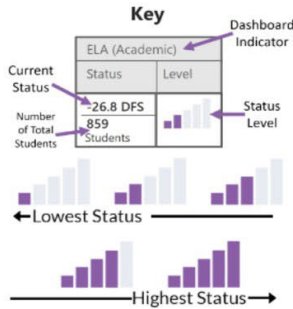 Key
Dashboard
Indicator
ELA (Academic)
Current
Status
Status
Level
-26.8 DFS
859
Students
Number
of Total
Students
Status
Level
Lowest Status
Highest Status